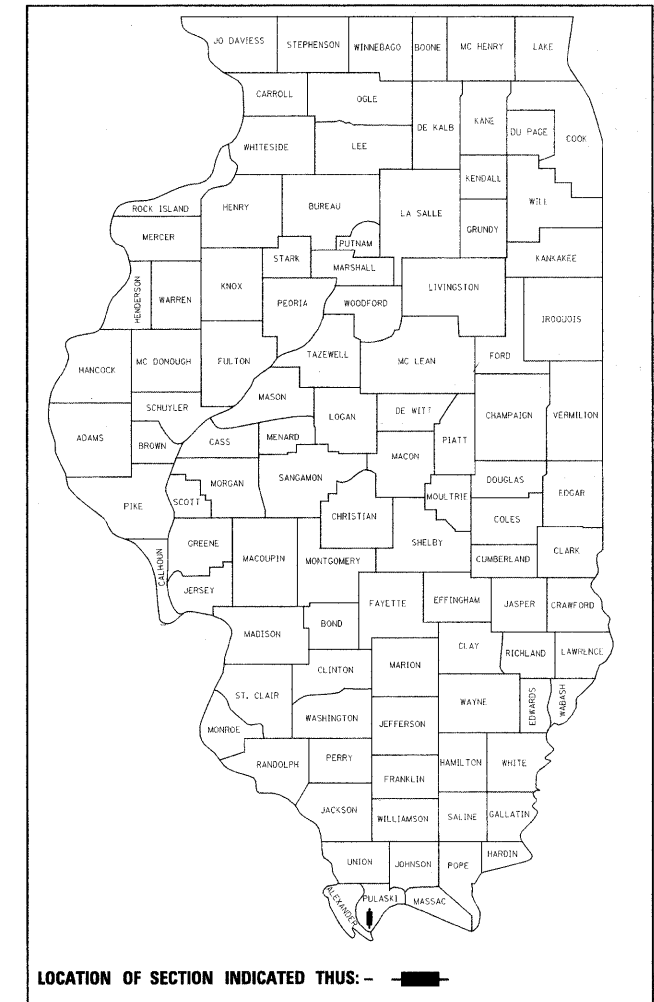 JO DAVIESS STEPHENSON WINNEBAGO BOONE MC HENRY LAKE
CARROLL OGLE
DE KALB KANE DU PAGE COOK
WHITESIDE LEE
KENDALL
ROCK ISLAND HENRY BUREAU LA SALLE WILL
MERCER PUTNAM GRUNDY
STARK MARSHALL KANKAKEE
HENDERSON WARREN KNOX PEORIA WOODFORD LIVINGSTON
IROQUOIS
HANCOCK MC DONOUGH FULTON TAZEWELL MC LEAN FORD
MASON
SCHUYLER LOGAN DE WITT CHAMPAIGN VERMILION
ADAMS BROWN CASS MENARD MACON PIATT
MORGAN SANGAMON DOUGLAS
PIKE SCOTT CHRISTIAN MOULTRIE COLES EDGAR
GREENE MACOUPIN MONTGOMERY SHELBY CUMBERLAND CLARK
CALHOUN JERSEY
FAYETTE EFFINGHAM JASPER CRAWFORD
MADISON BOND
CLINTON MARION CLAY RICHLAND LAWRENCE
ST. CLAIR WAYNE EDWARDS WABASH
MONROE WASHINGTON JEFFERSON
RANDOLPH PERRY HAMILTON WHITE
FRANKLIN
JACKSON WILLIAMSON SALINE GALLATIN
UNION JOHNSON POPE HARDIN
ALEXANDER PULASKI MASSAC
LOCATION OF SECTION INDICATED THUS: -